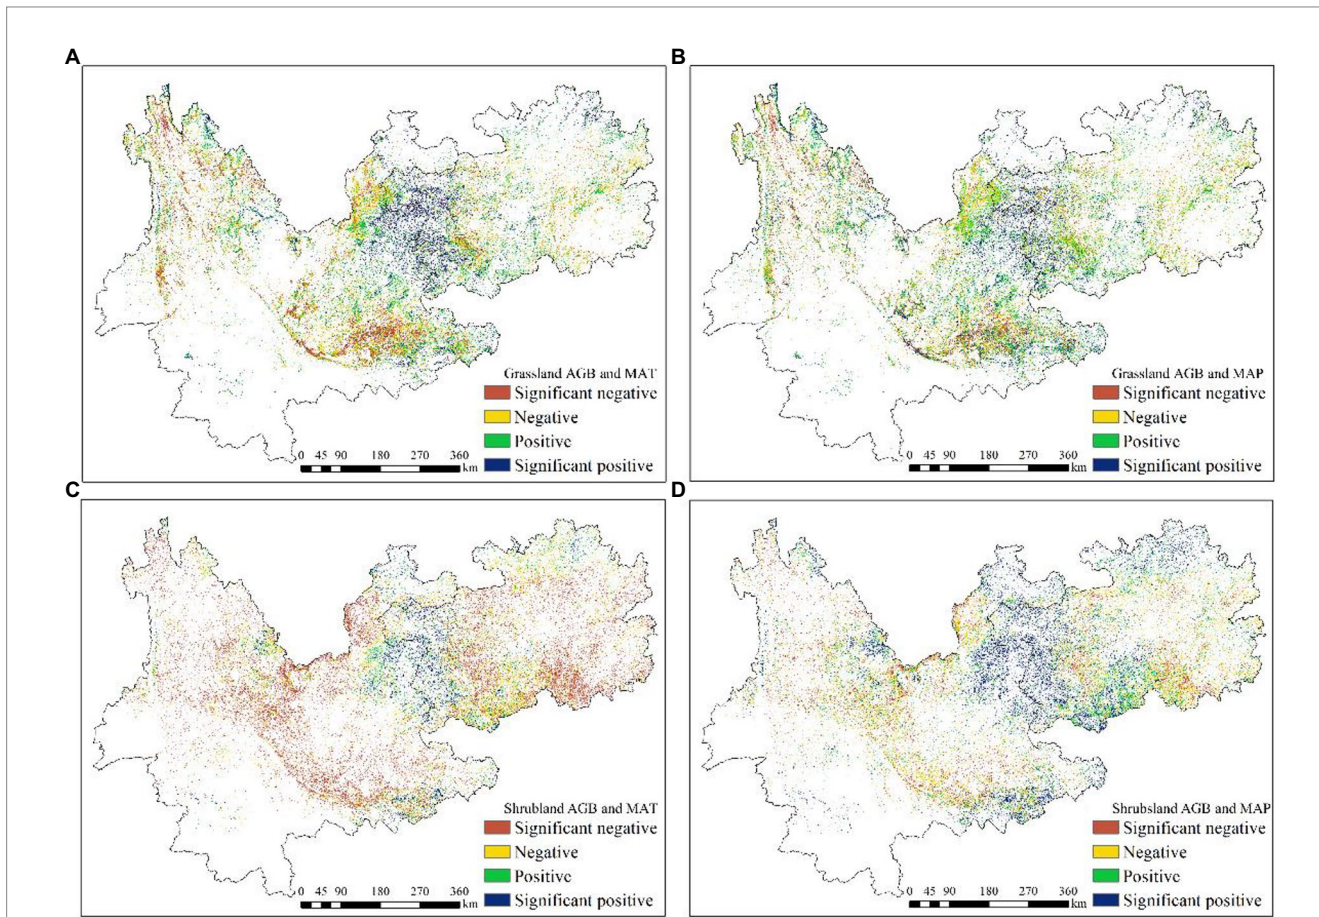 A
B
Grassland AGB and MAT
Significant negative
Negative
Positive
Significant positive
0 45 90 180 270 360
km
Grassland AGB and MAP
Significant negative
Negative
Positive
Significant positive
0 45 90 180 270 360
km
C
D
Shrubland AGB and MAT
Significant negative
Negative
Positive
Significant positive
0 45 90 180 270 360
km
Shrubsland AGB and MAP
Significant negative
Negative
Positive
Significant positive
0 45 90 180 270 360
km